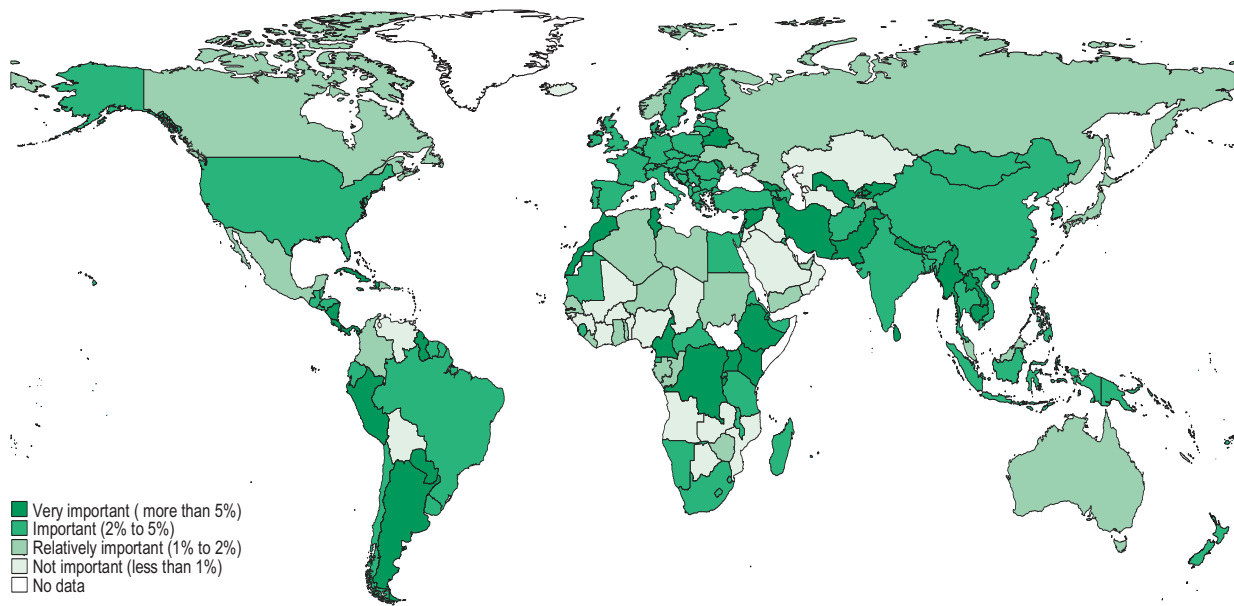 Very important ( more than 5%)
Important (2% to 5%)
Relatively important (1% to 2%)
Not important (less than 1%)
No data